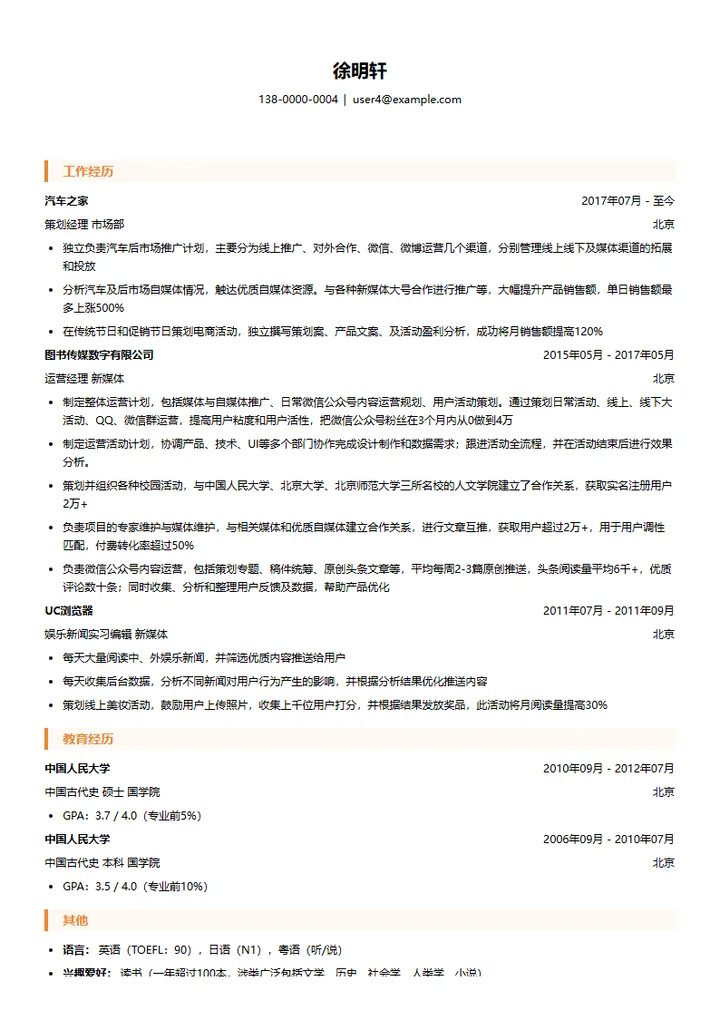 徐明轩
138-0000-0004 | user4@example.com
工作经历
汽车之家 2017年07月 - 至今
策划经理 市场部 北京
• 独立负责汽车后市场推广计划，主要分为线上推广、对外合作、微信、微博运营几个渠道，分别管理线上线下及媒体渠道的拓展
和投放
• 分析汽车及后市场自媒体情况，触达优质自媒体资源。与各种新媒体大号合作进行推广等，大幅提升产品销售额，单日销售额最
多上涨500%
• 在传统节日和促销节日策划电商活动，独立撰写策划案、产品文案、及活动盈利分析，成功将月销售额提高120%
图书传媒数字有限公司 2015年05月 - 2017年05月
运营经理 新媒体 北京
• 制定整体运营计划，包括媒体与自媒体推广、日常微信公众号内容运营规划、用户活动策划。通过策划日常活动、线上、线下大
活动、QQ、微信群运营，提高用户粘度和用户活性，把微信公众号粉丝在3个月内从0做到4万
• 制定运营活动计划，协调产品、技术、UI等多个部门协作完成设计制作和数据需求；跟进活动全流程，并在活动结束后进行效果
分析。
• 策划并组织各种校园活动，与中国人民大学、北京大学、北京师范大学三所名校的人文学院建立了合作关系，获取实名注册用户
2万+
• 负责项目的专家维护与媒体维护，与相关媒体和优质自媒体建立合作关系，进行文章互推，获取用户超过2万+，用于用户调性
匹配，付费转化率超过50%
• 负责微信公众号内容运营，包括策划专题、稿件统筹、原创头条文章等，平均每周2-3篇原创推送，头条阅读量平均6千+，优质
评论数十条；同时收集、分析和整理用户反馈及数据，帮助产品优化
UC浏览器 2011年07月 - 2011年09月
娱乐新闻实习编辑 新媒体 北京
• 每天大量阅读中、外娱乐新闻，并筛选优质内容推送给用户
• 每天收集后台数据，分析不同新闻对用户行为产生的影响，并根据分析结果优化推送内容
• 策划线上美妆活动，鼓励用户上传照片，收集上千位用户打分，并根据结果发放奖品，此活动将月阅读量提高30%
教育经历
中国人民大学 2010年09月 - 2012年07月
中国古代史 硕士 国学院 北京
• GPA：3.7 / 4.0（专业前5%）
中国人民大学 2006年09月 - 2010年07月
中国古代史 本科 国学院 北京
• GPA：3.5 / 4.0（专业前10%）
其他
• 语言： 英语（TOEFL：90），日语（N1），粤语（听/说）
• 兴趣爱好： 读书（一年超过100本，涉类广泛包括文学、历史、社会学、人类学、小说）